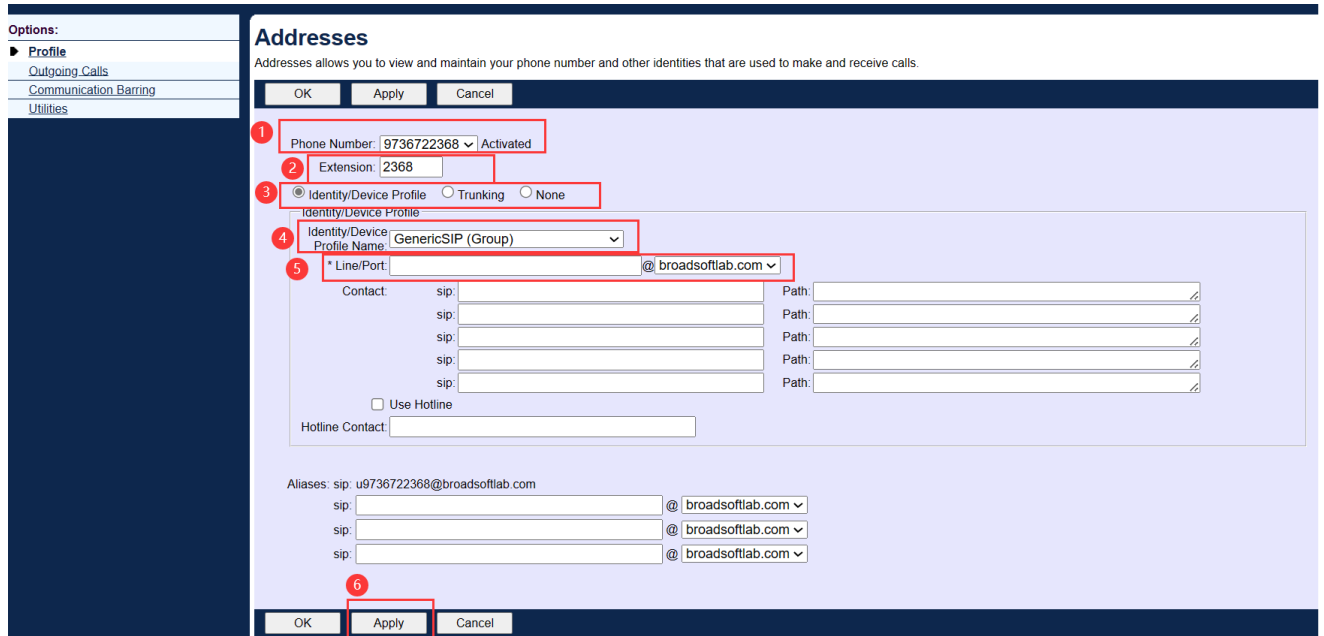 Options:
Profile
Outgoing Calls
Communication Barring
Utilities
Addresses
Addresses allows you to view and maintain your phone number and other identities that are used to make and receive calls.
OK Apply Cancel
1 Phone Number: 9736722368 Activated
2 Extension: 2368
3 Identity/Device Profile Trunking None
Identity/Device Profile
4 Identity/Device
Profile Name: GenericSIP (Group)
5 * Line/Port: @ broadsoftlab.com
Contact: sip: Path:
sip: Path:
sip: Path:
sip: Path:
sip: Path:
Use Hotline
Hotline Contact:
Aliases: sip: u9736722368@broadsoftlab.com
sip: @ broadsoftlab.com
sip: @ broadsoftlab.com
sip: @ broadsoftlab.com
6
OK Apply Cancel